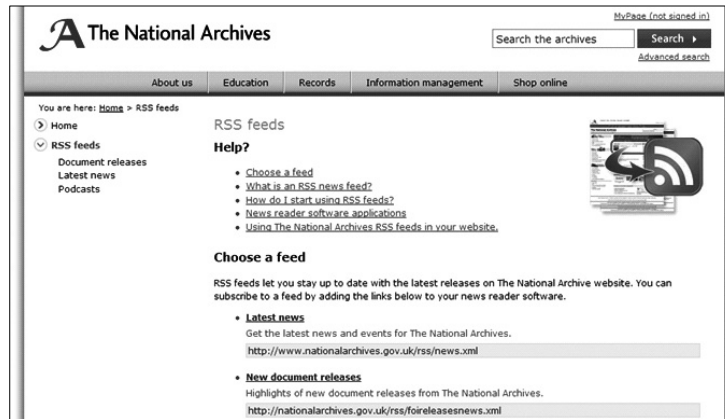 MyPage (not signed in)
The National Archives
Search the archives
Search
Advanced search
About us Education Records Information management Shop online
You are here: Home > RSS feeds
Home
RSS feeds
Document releases
Latest news
Podcasts
RSS feeds
Help?
Choose a feed
What is an RSS news feed?
How do I start using RSS feeds?
News reader software applications
Using The National Archives RSS feeds in your website.
Choose a feed
RSS feeds let you stay up to date with the latest releases on The National Archive website. You can
subscribe to a feed by adding the links below to your news reader software.
Latest news
Get the latest news and events for The National Archives.
http://www.nationalarchives.gov.uk/rss/news.xml
New document releases
Highlights of new document releases from The National Archives.
http://nationalarchives.gov.uk/rss/foireleasesnews.xml